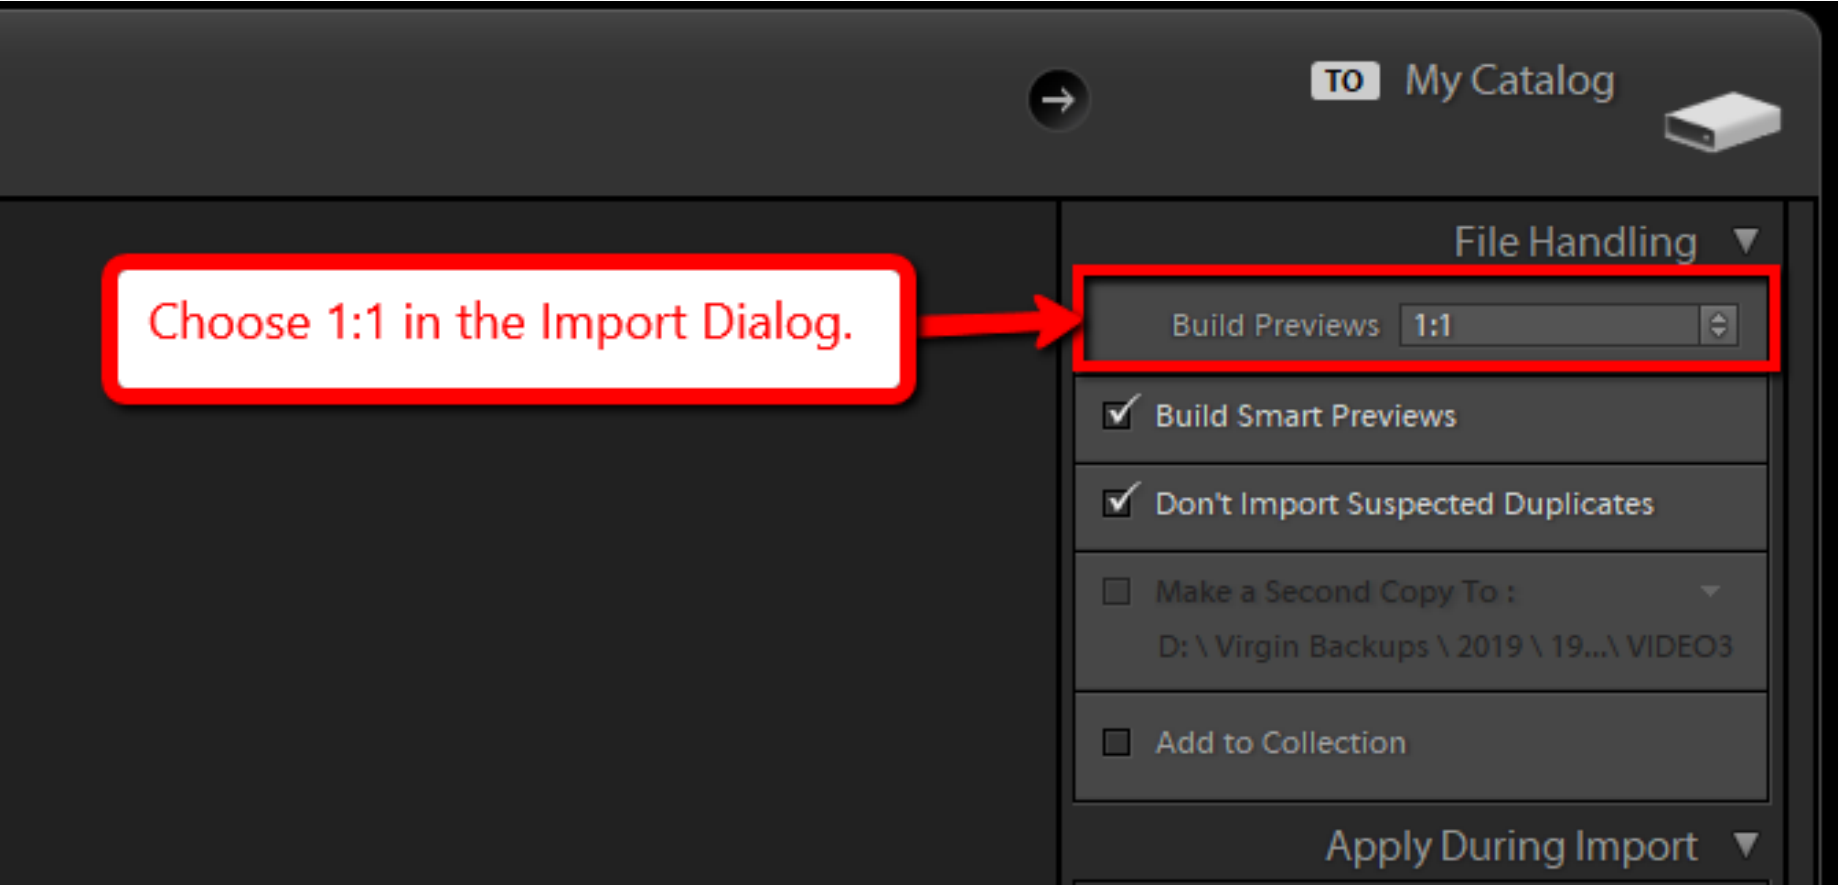 TO My Catalog
File Handling
Choose 1:1 in the Import Dialog.
Build Previews 1:1
Build Smart Previews
Don't Import Suspected Duplicates
Make a Second Copy To :
D: \ Virgin Backups \ 2019 \ 19...\ VIDEO3
Add to Collection
Apply During Import